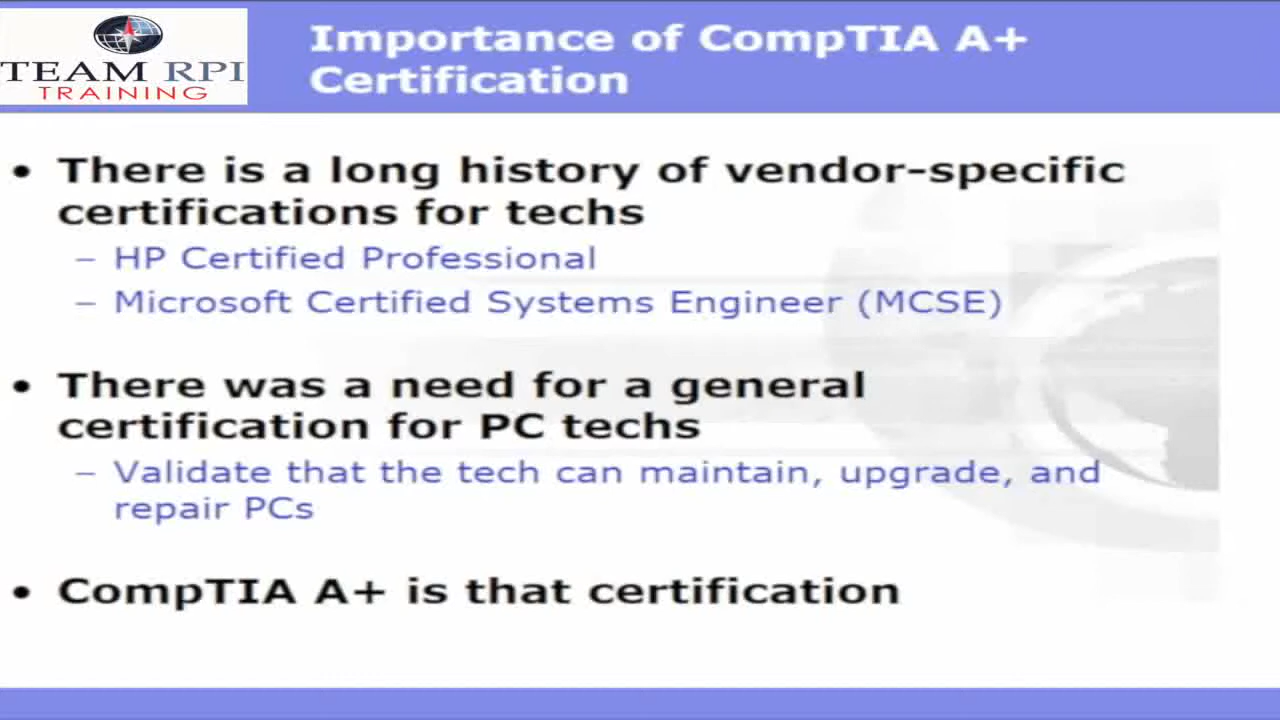 TEAM RPI
TRAINING
Importance of CompTIA A+
Certification
• There is a long history of vendor-specific
certifications for techs
– HP Certified Professional
– Microsoft Certified Systems Engineer (MCSE)
• There was a need for a general
certification for PC techs
– Validate that the tech can maintain, upgrade, and
repair PCs
• CompTIA A+ is that certification